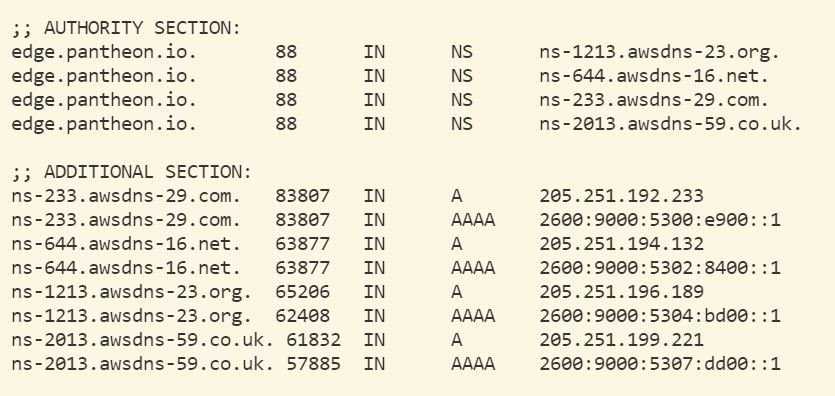 ;; AUTHORITY SECTION:
edge.pantheon.io. 88 IN NS ns-1213.awsdns-23.org.
edge.pantheon.io. 88 IN NS ns-644.awsdns-16.net.
edge.pantheon.io. 88 IN NS ns-233.awsdns-29.com.
edge.pantheon.io. 88 IN NS ns-2013.awsdns-59.co.uk.
;; ADDITIONAL SECTION:
ns-233.awsdns-29.com. 83807 IN A 205.251.192.233
ns-233.awsdns-29.com. 83807 IN AAAA 2600:9000:5300:e900::1
ns-644.awsdns-16.net. 63877 IN A 205.251.194.132
ns-644.awsdns-16.net. 63877 IN AAAA 2600:9000:5302:8400::1
ns-1213.awsdns-23.org. 65206 IN A 205.251.196.189
ns-1213.awsdns-23.org. 62408 IN AAAA 2600:9000:5304:bd00::1
ns-2013.awsdns-59.co.uk. 61832 IN A 205.251.199.221
ns-2013.awsdns-59.co.uk. 57885 IN AAAA 2600:9000:5307:dd00::1